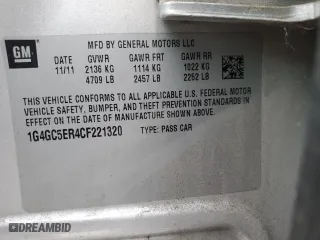 GM
MFD BY GENERAL MOTORS LLC
DATE GVWR GAWR FRT GAWR RR
11/11 2136 KG 1114 KG 1022 KG
4709 LB 2457 LB 2252 LB
THIS VEHICLE CONFORMS TO ALL APPLICABLE U.S. FEDERAL MOTOR
VEHICLE SAFETY, BUMPER, AND THEFT PREVENTION STANDARDS
IN EFFECT ON THE DATE OF MANUFACTURE SHOWN ABOVE.
1G4GC5ER4CF221320 TYPE: PASS CAR
AUTOHELPERBOT.COM